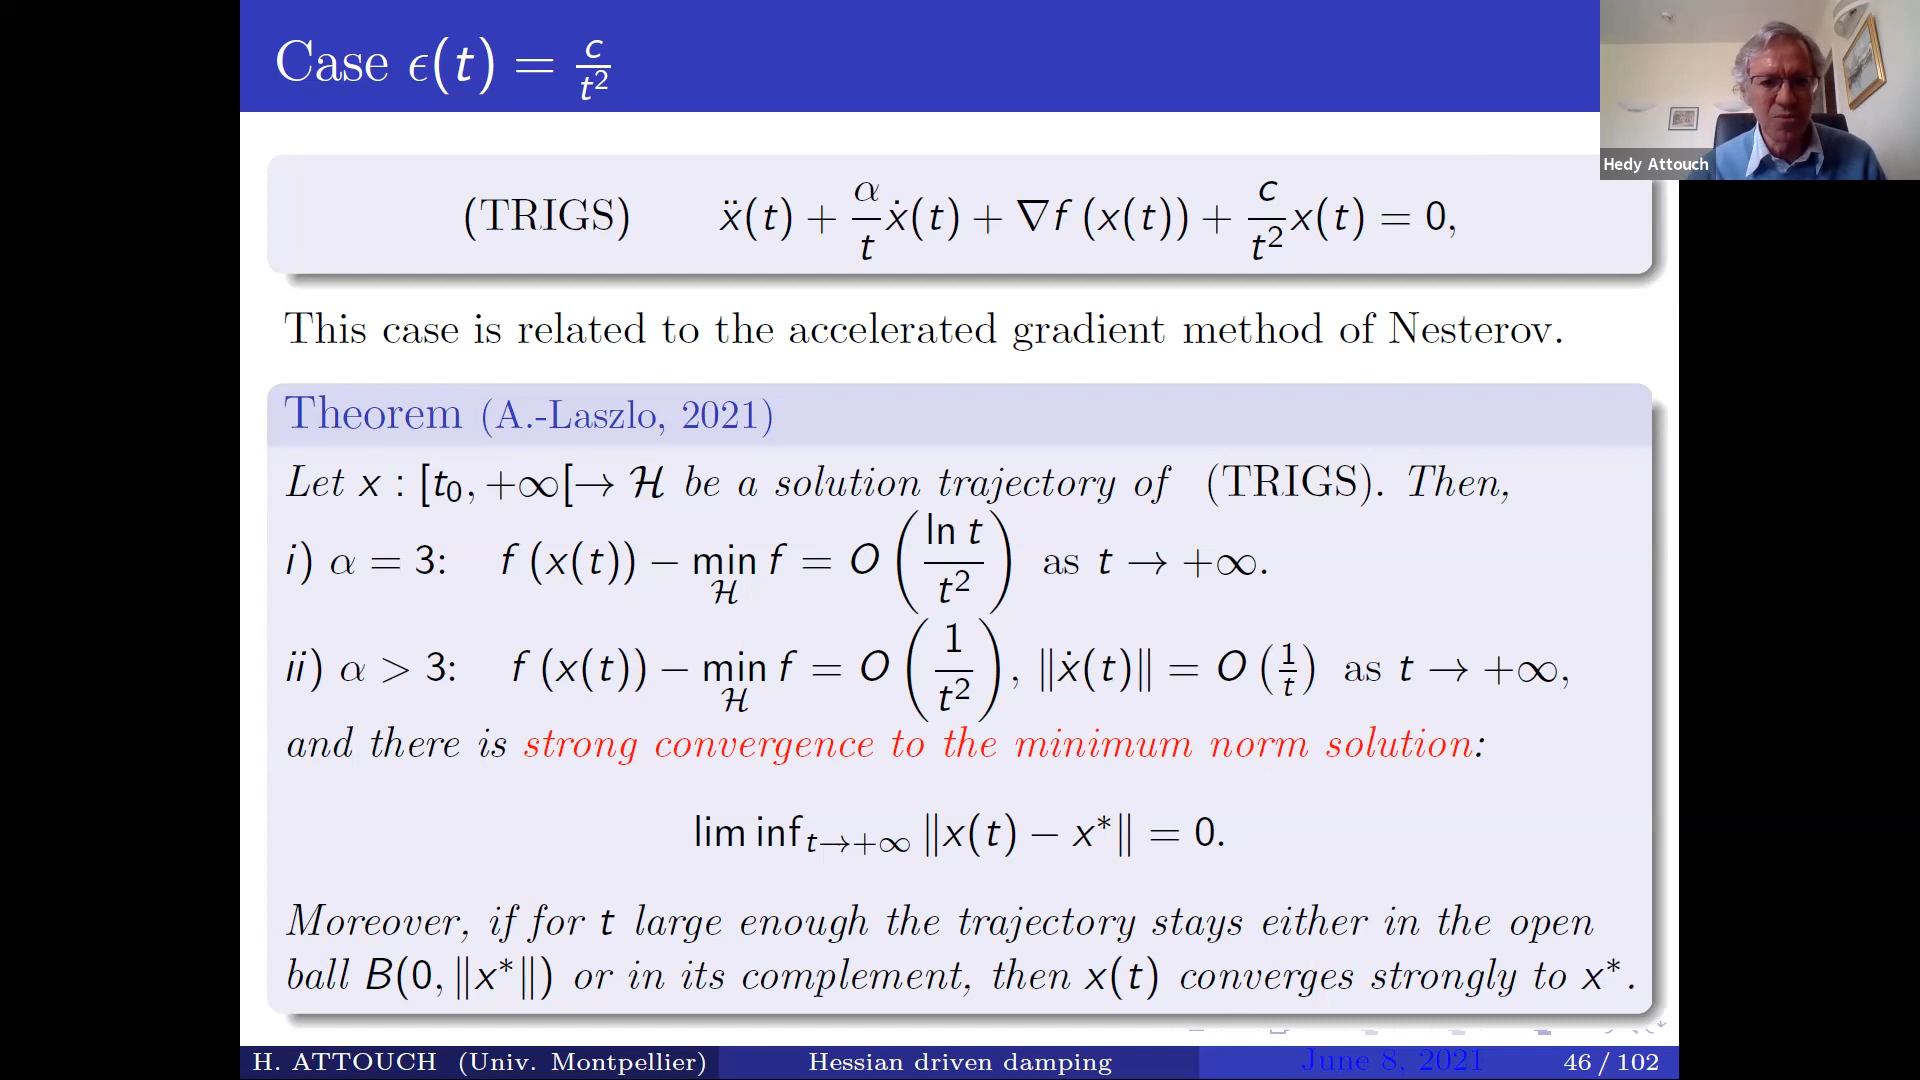 Case ϵ(t) = c/t²
Hedy Attouch
(TRIGS) ẍ(t) + α/t ẋ(t) + ∇f (x(t)) + c/t² x(t) = 0,
This case is related to the accelerated gradient method of Nesterov.
Theorem (A.-Laszlo, 2021)
Let x : [t₀, +∞[→ ℋ be a solution trajectory of (TRIGS). Then,
i) α = 3: f (x(t)) − min_ℋ f = O (ln t / t²) as t → +∞.
ii) α > 3: f (x(t)) − min_ℋ f = O (1/t²), ‖ẋ(t)‖ = O (1/t) as t → +∞,
and there is strong convergence to the minimum norm solution:
lim inf_{t→+∞} ‖x(t) − x*‖ = 0.
Moreover, if for t large enough the trajectory stays either in the open
ball B(0, ‖x*‖) or in its complement, then x(t) converges strongly to x*.
H. ATTOUCH (Univ. Montpellier) Hessian driven damping June 8, 2021 46 / 102